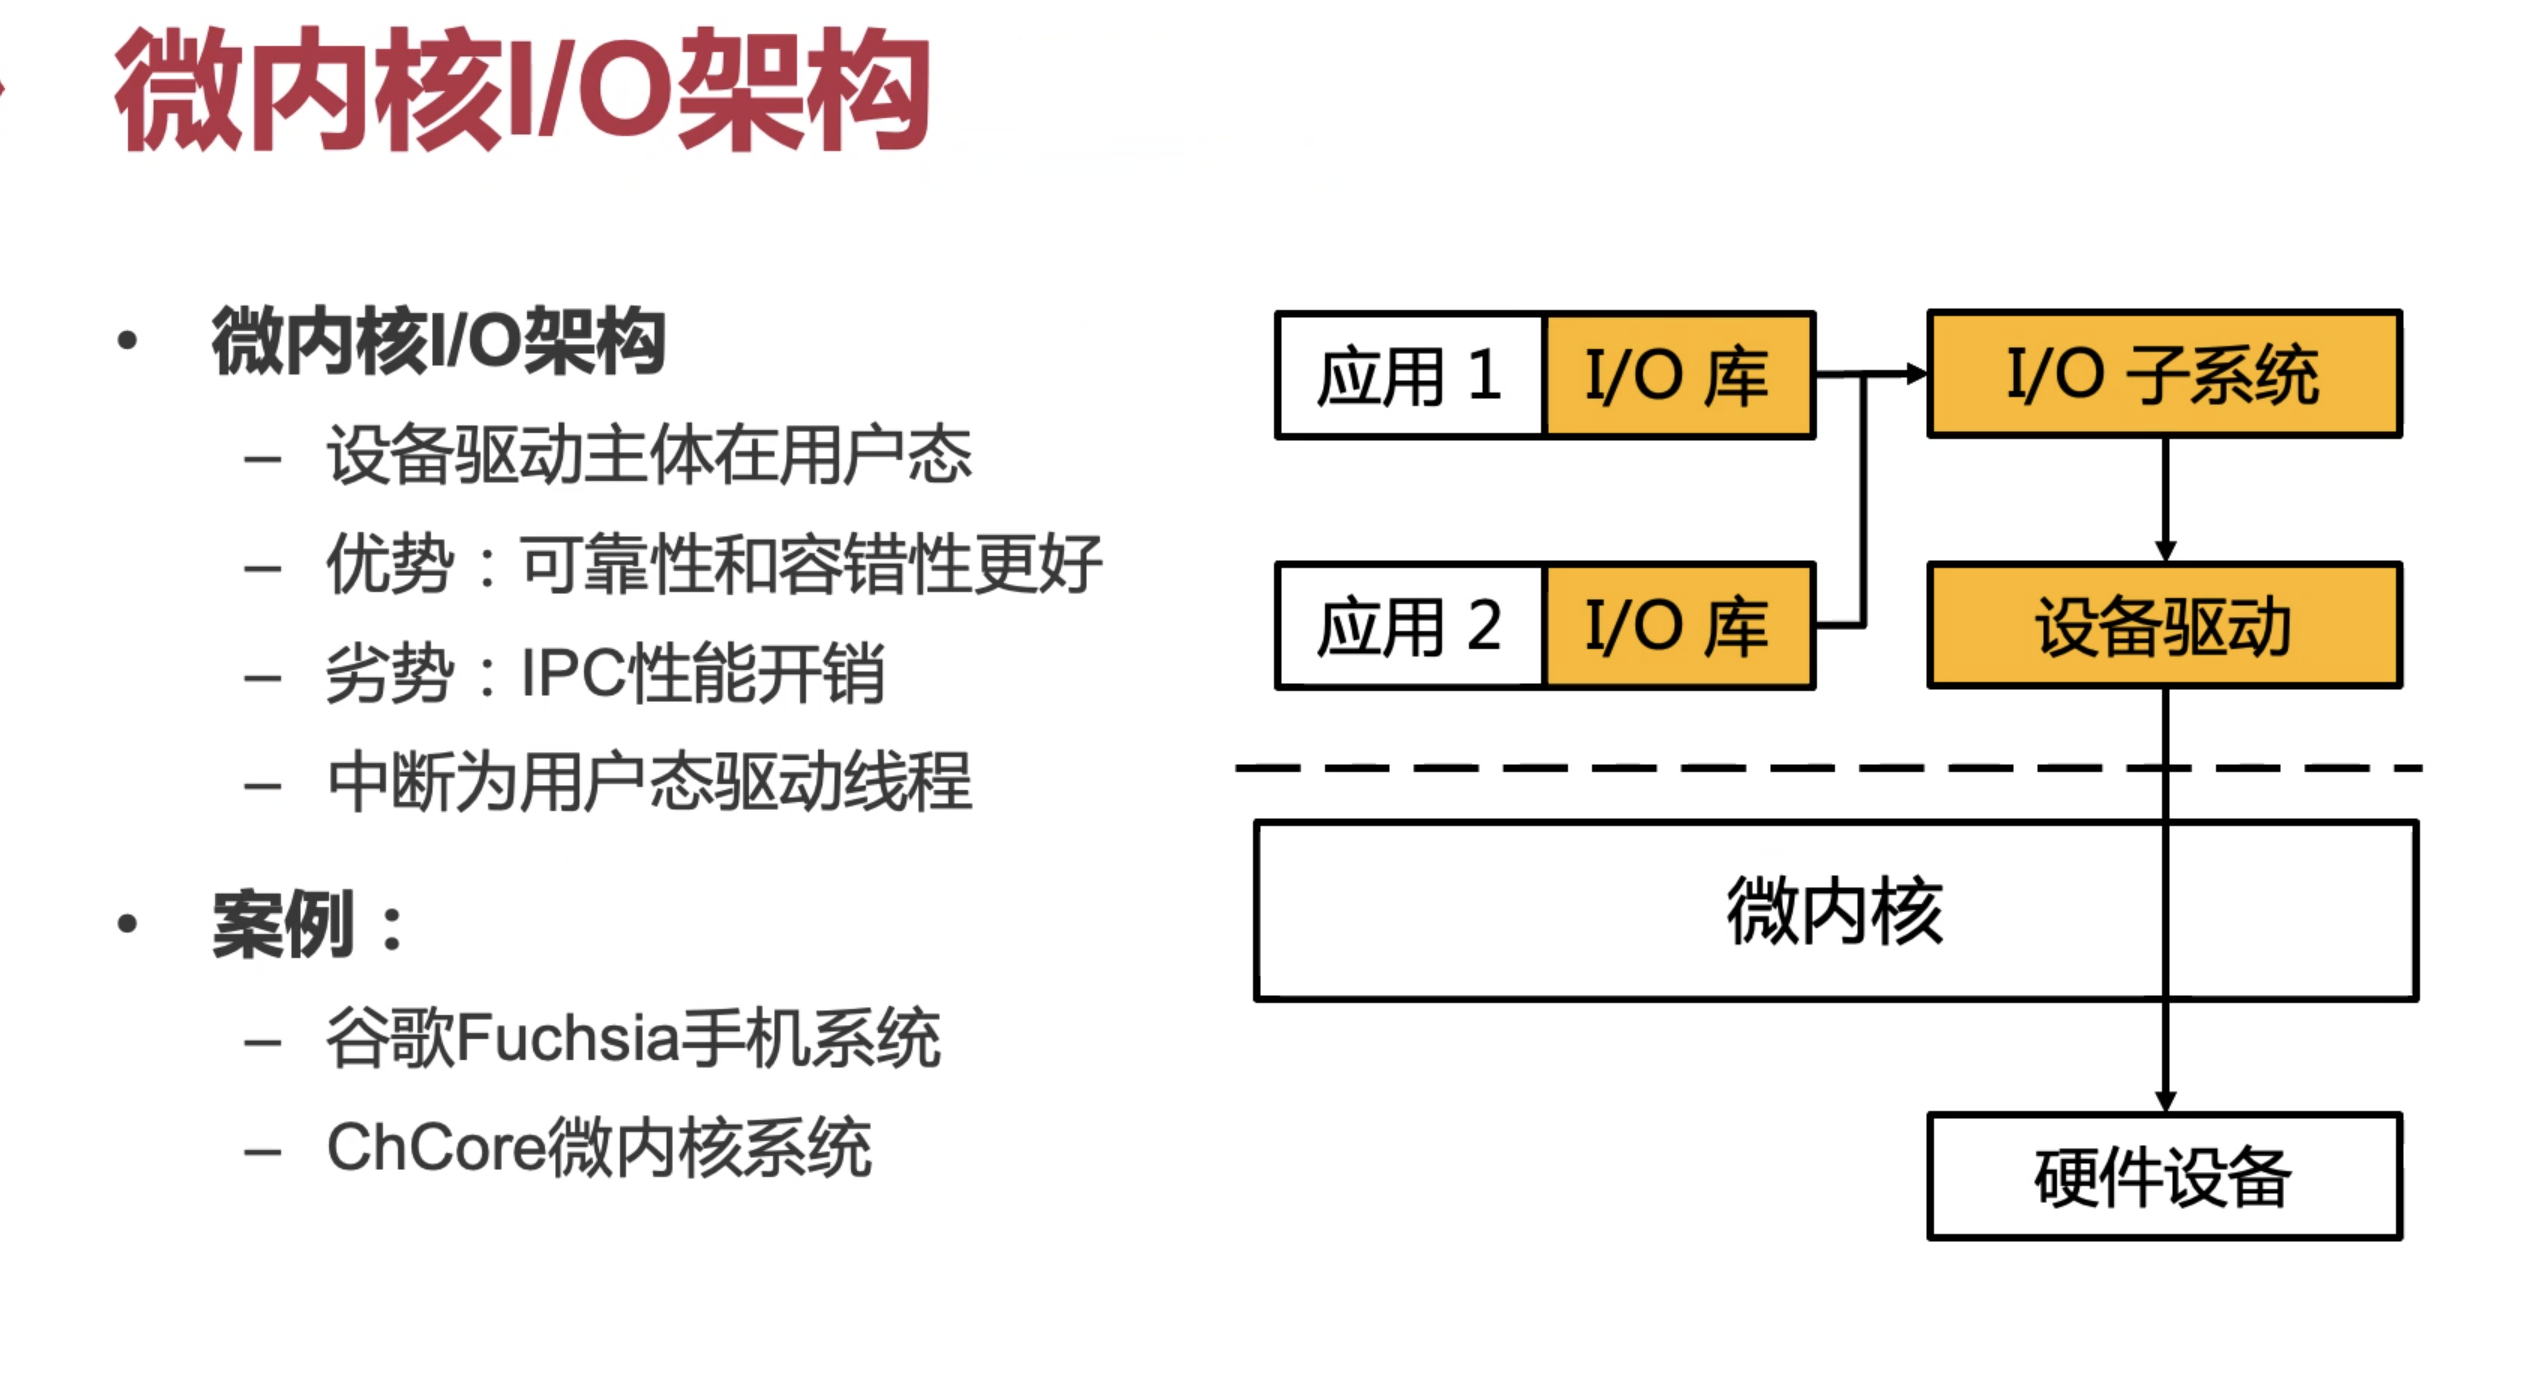 微内核I/O架构
• 微内核I/O架构
– 设备驱动主体在用户态
– 优势：可靠性和容错性更好
– 劣势：IPC性能开销
– 中断为用户态驱动线程
• 案例：
– 谷歌Fuchsia手机系统
– ChCore微内核系统
应用 1
I/O 库
I/O 子系统
应用 2
I/O 库
设备驱动
微内核
硬件设备